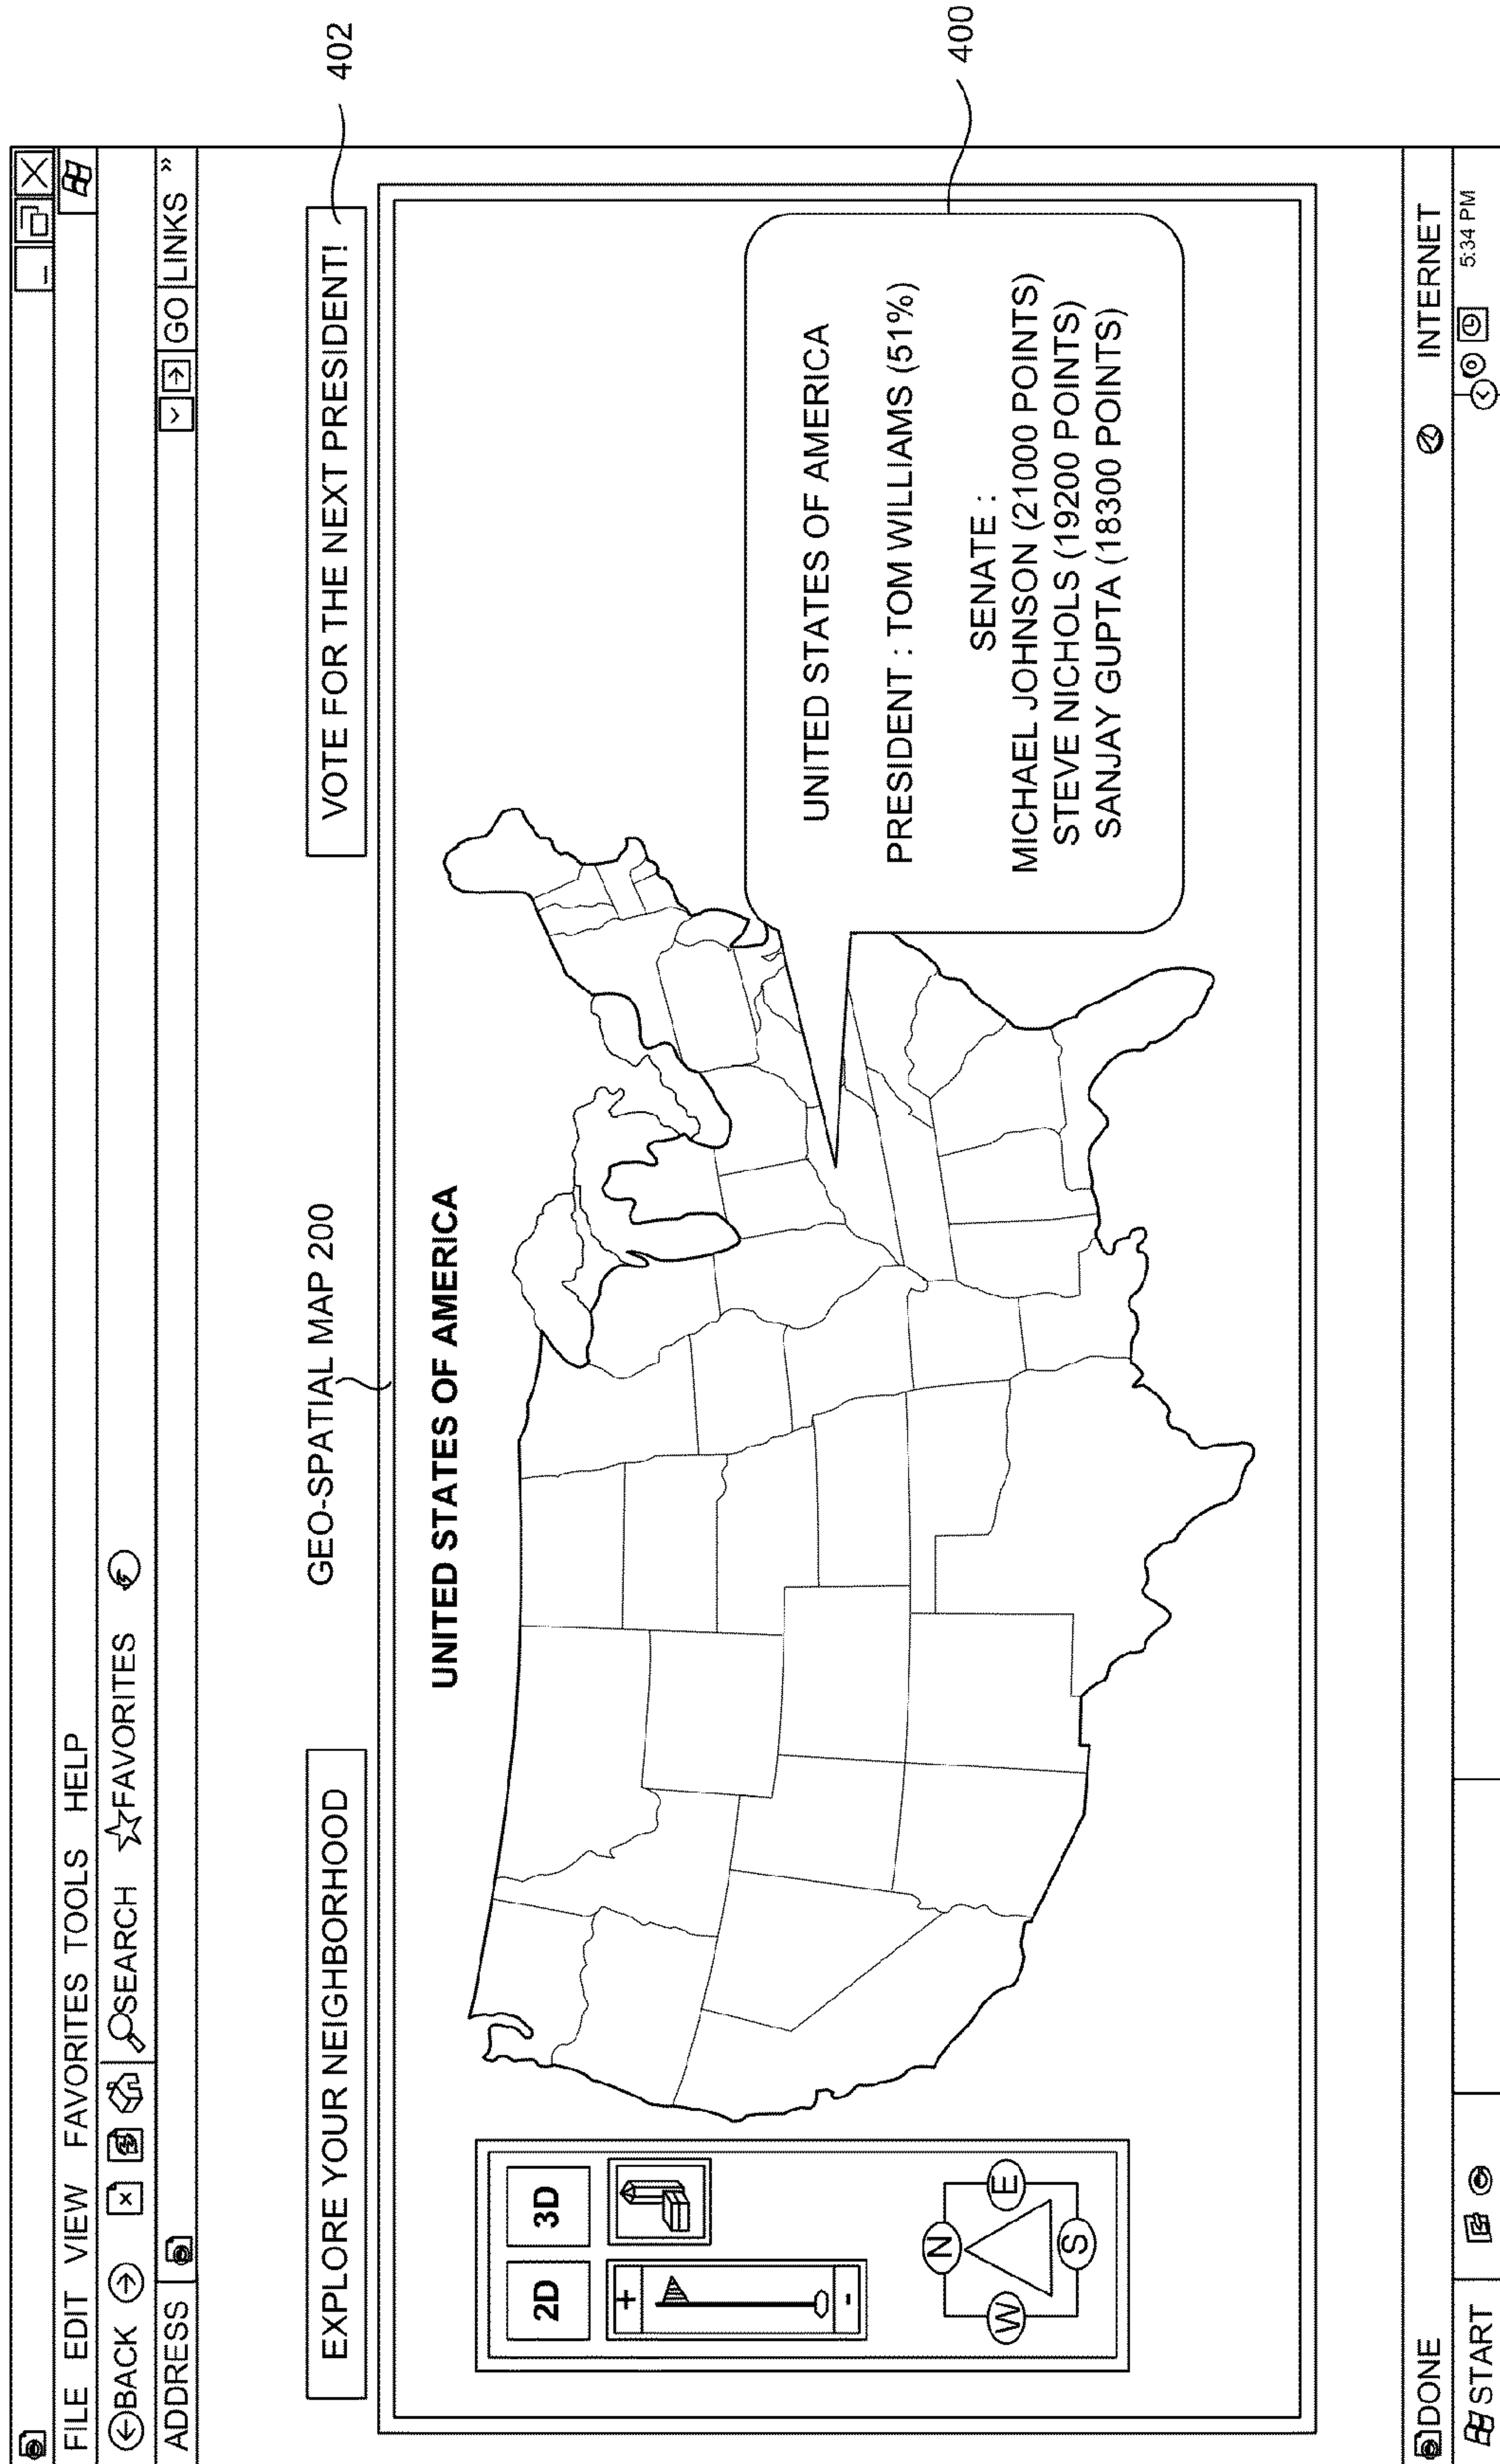 FILE EDIT VIEW FAVORITES TOOLS HELP
BACK SEARCH FAVORITES
ADDRESS GO LINKS »
GEO-SPATIAL MAP 200
EXPLORE YOUR NEIGHBORHOOD
VOTE FOR THE NEXT PRESIDENT!
402
UNITED STATES OF AMERICA
2D 3D
+
-
N
W E
S
UNITED STATES OF AMERICA
PRESIDENT : TOM WILLIAMS (51%)
SENATE :
MICHAEL JOHNSON (21000 POINTS)
STEVE NICHOLS (19200 POINTS)
SANJAY GUPTA (18300 POINTS)
400
DONE INTERNET
START 5:34 PM